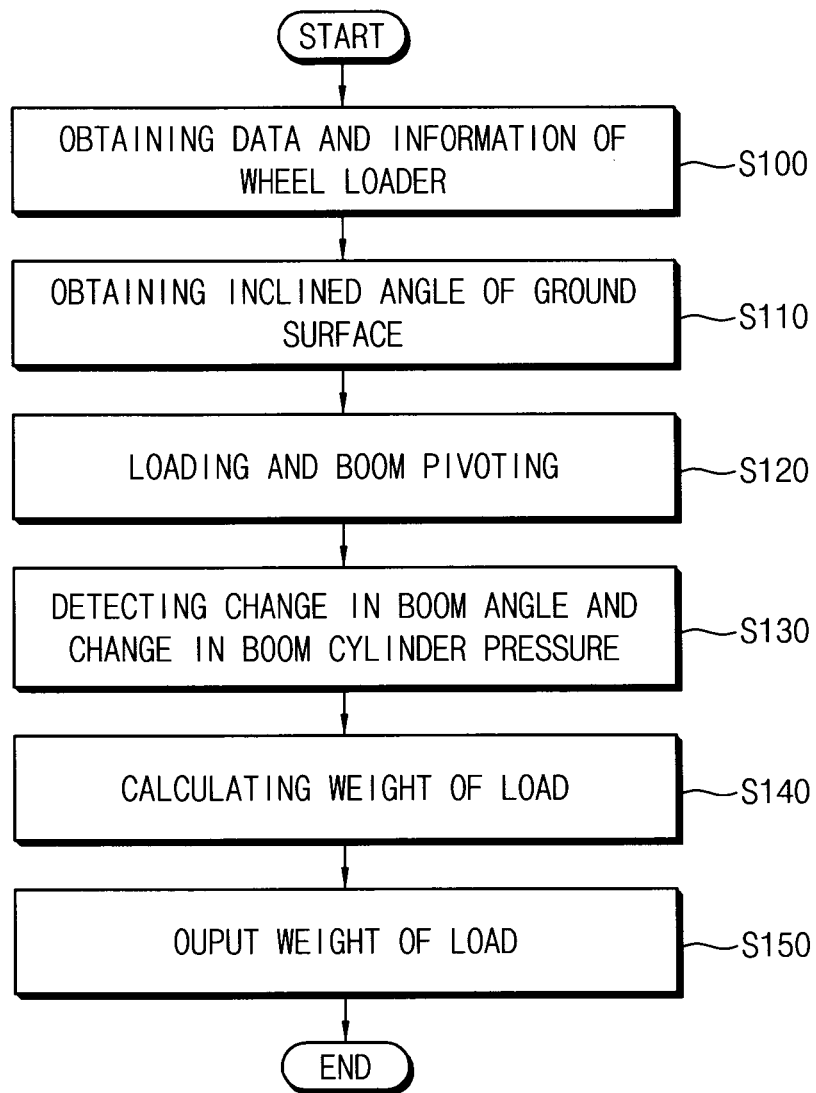 START
OBTAINING DATA AND INFORMATION OF
WHEEL LOADER
S100
OBTAINING INCLINED ANGLE OF GROUND
SURFACE
S110
LOADING AND BOOM PIVOTING
S120
DETECTING CHANGE IN BOOM ANGLE AND
CHANGE IN BOOM CYLINDER PRESSURE
S130
CALCULATING WEIGHT OF LOAD
S140
OUPUT WEIGHT OF LOAD
S150
END